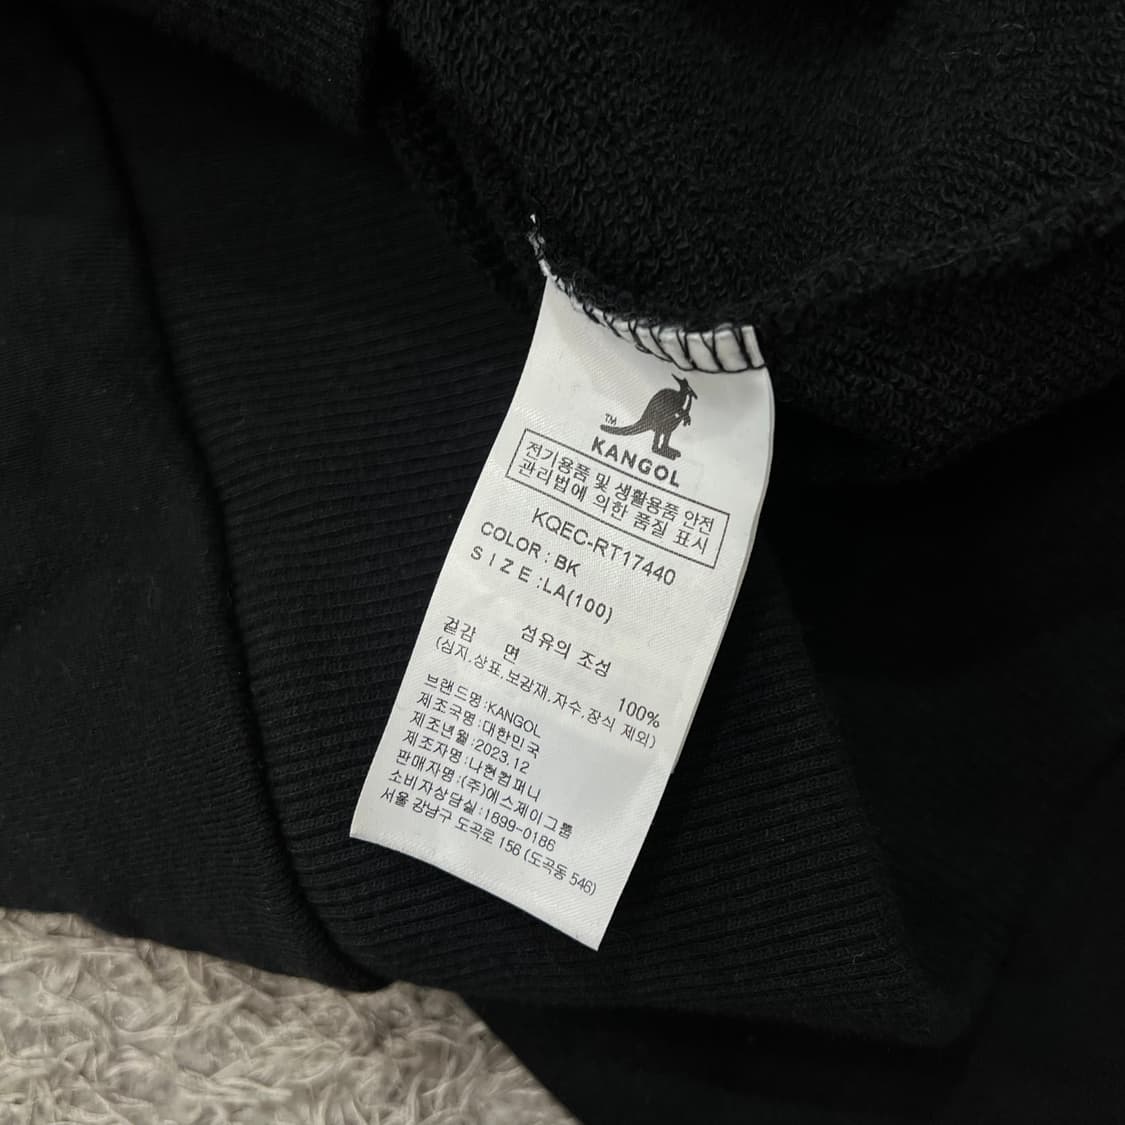 TM
KANGOL
전기용품 및 생활용품 안전
관리법에 의한 품질 표시
KQEC-RT17440
COLOR : BK
SIZE :LA(100)
섬유의 조성
겉감 면 100%
(심지,상표,보강재,자수,장식 제외)
브랜드명:KANGOL
제조국명:대한민국
제조년월:2023.12
제조자명:나현컴퍼니
판매자명:(주)에스제이그룹
소비자상담실:1899-0186
서울 강남구 도곡로 156 (도곡동 546)